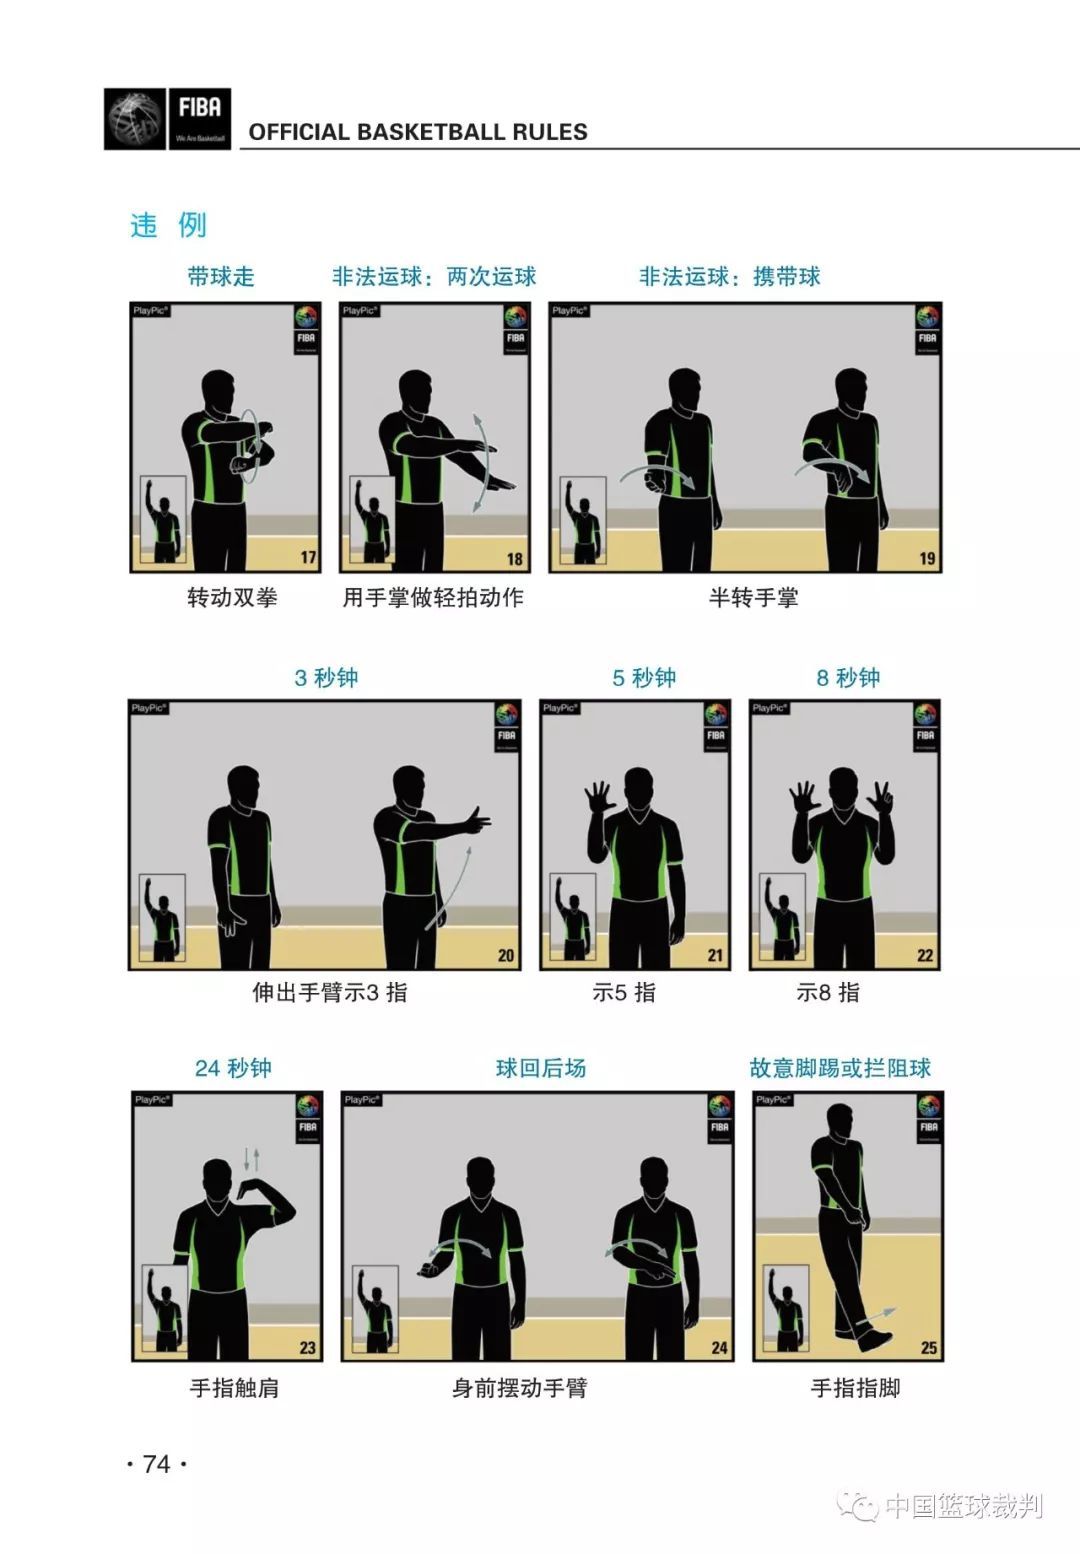 FIBA
We Are Basketball
OFFICIAL BASKETBALL RULES
违 例
带球走 非法运球：两次运球 非法运球：携带球
PlayPic® FIBA PlayPic® FIBA PlayPic® FIBA
17 18 19
转动双拳 用手掌做轻拍动作 半转手掌
3 秒钟 5 秒钟 8 秒钟
PlayPic® FIBA PlayPic® FIBA PlayPic® FIBA
20 21 22
伸出手臂示3 指 示5 指 示8 指
24 秒钟 球回后场 故意脚踢或拦阻球
PlayPic® FIBA PlayPic® FIBA PlayPic® FIBA
23 24 25
手指触肩 身前摆动手臂 手指指脚
·74·
中国篮球裁判